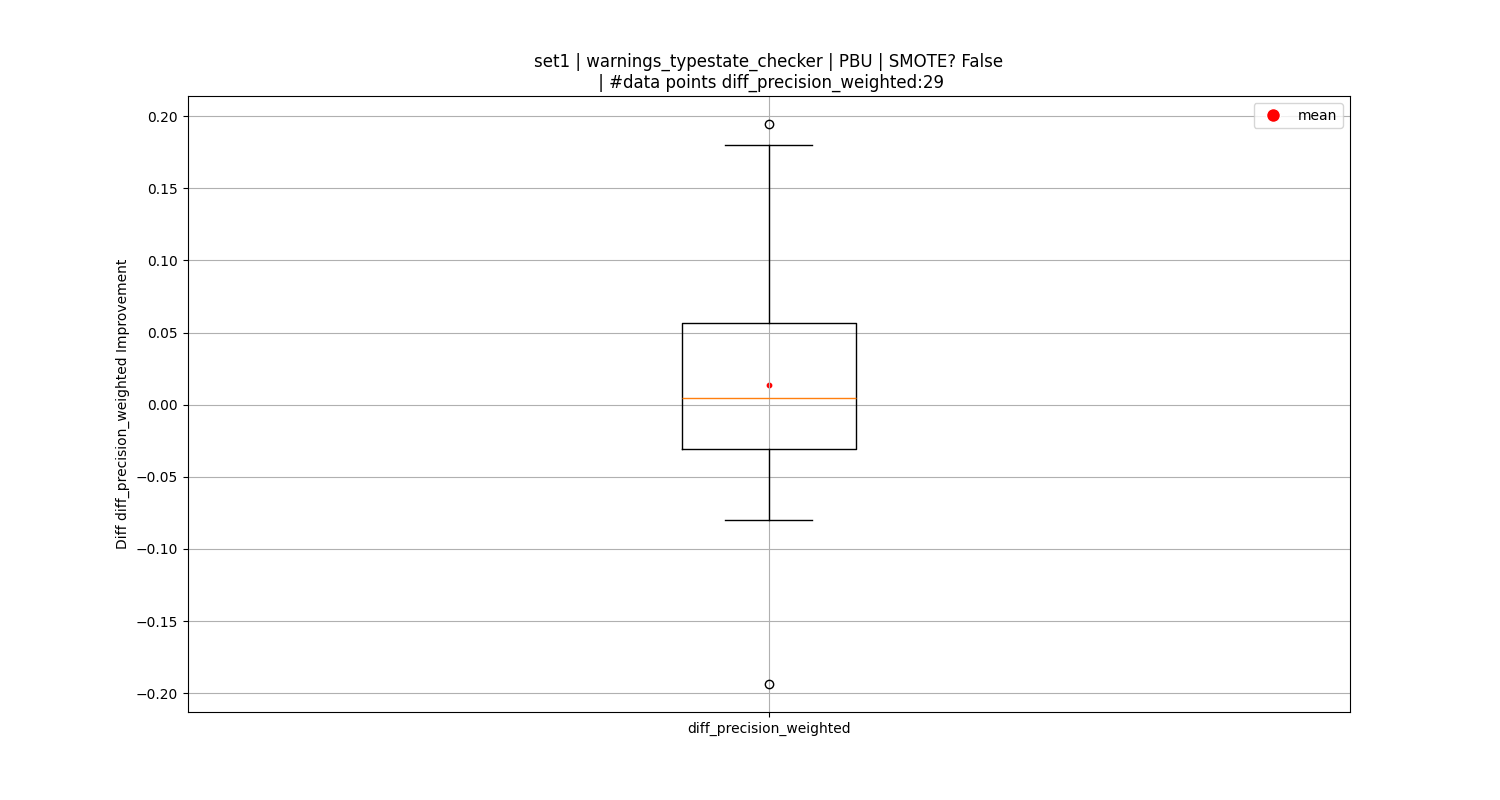 set1 | warnings_typestate_checker | PBU | SMOTE? False
| #data points diff_precision_weighted:29
mean
0.20
0.15
0.10
0.05
0.00
−0.05
−0.10
−0.15
−0.20
Diff diff_precision_weighted Improvement
diff_precision_weighted